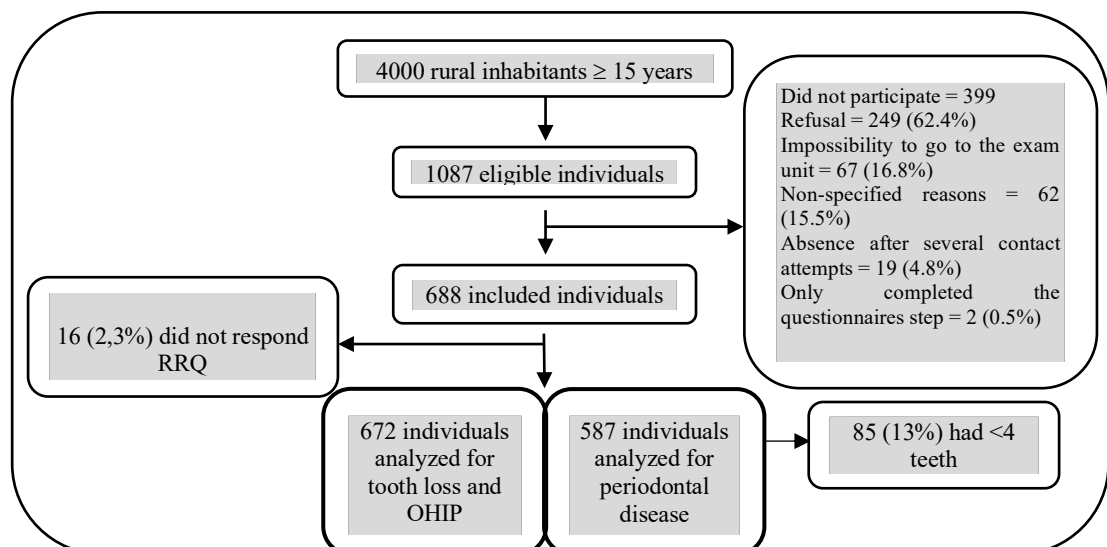 4000 rural inhabitants ≥ 15 years
1087 eligible individuals
Did not participate = 399
Refusal = 249 (62.4%)
Impossibility to go to the exam
unit = 67 (16.8%)
Non-specified reasons = 62
(15.5%)
Absence after several contact
attempts = 19 (4.8%)
Only completed the
questionnaires step = 2 (0.5%)
688 included individuals
16 (2,3%) did not respond
RRQ
672 individuals
analyzed for
tooth loss and
OHIP
587 individuals
analyzed for
periodontal
disease
85 (13%) had <4
teeth